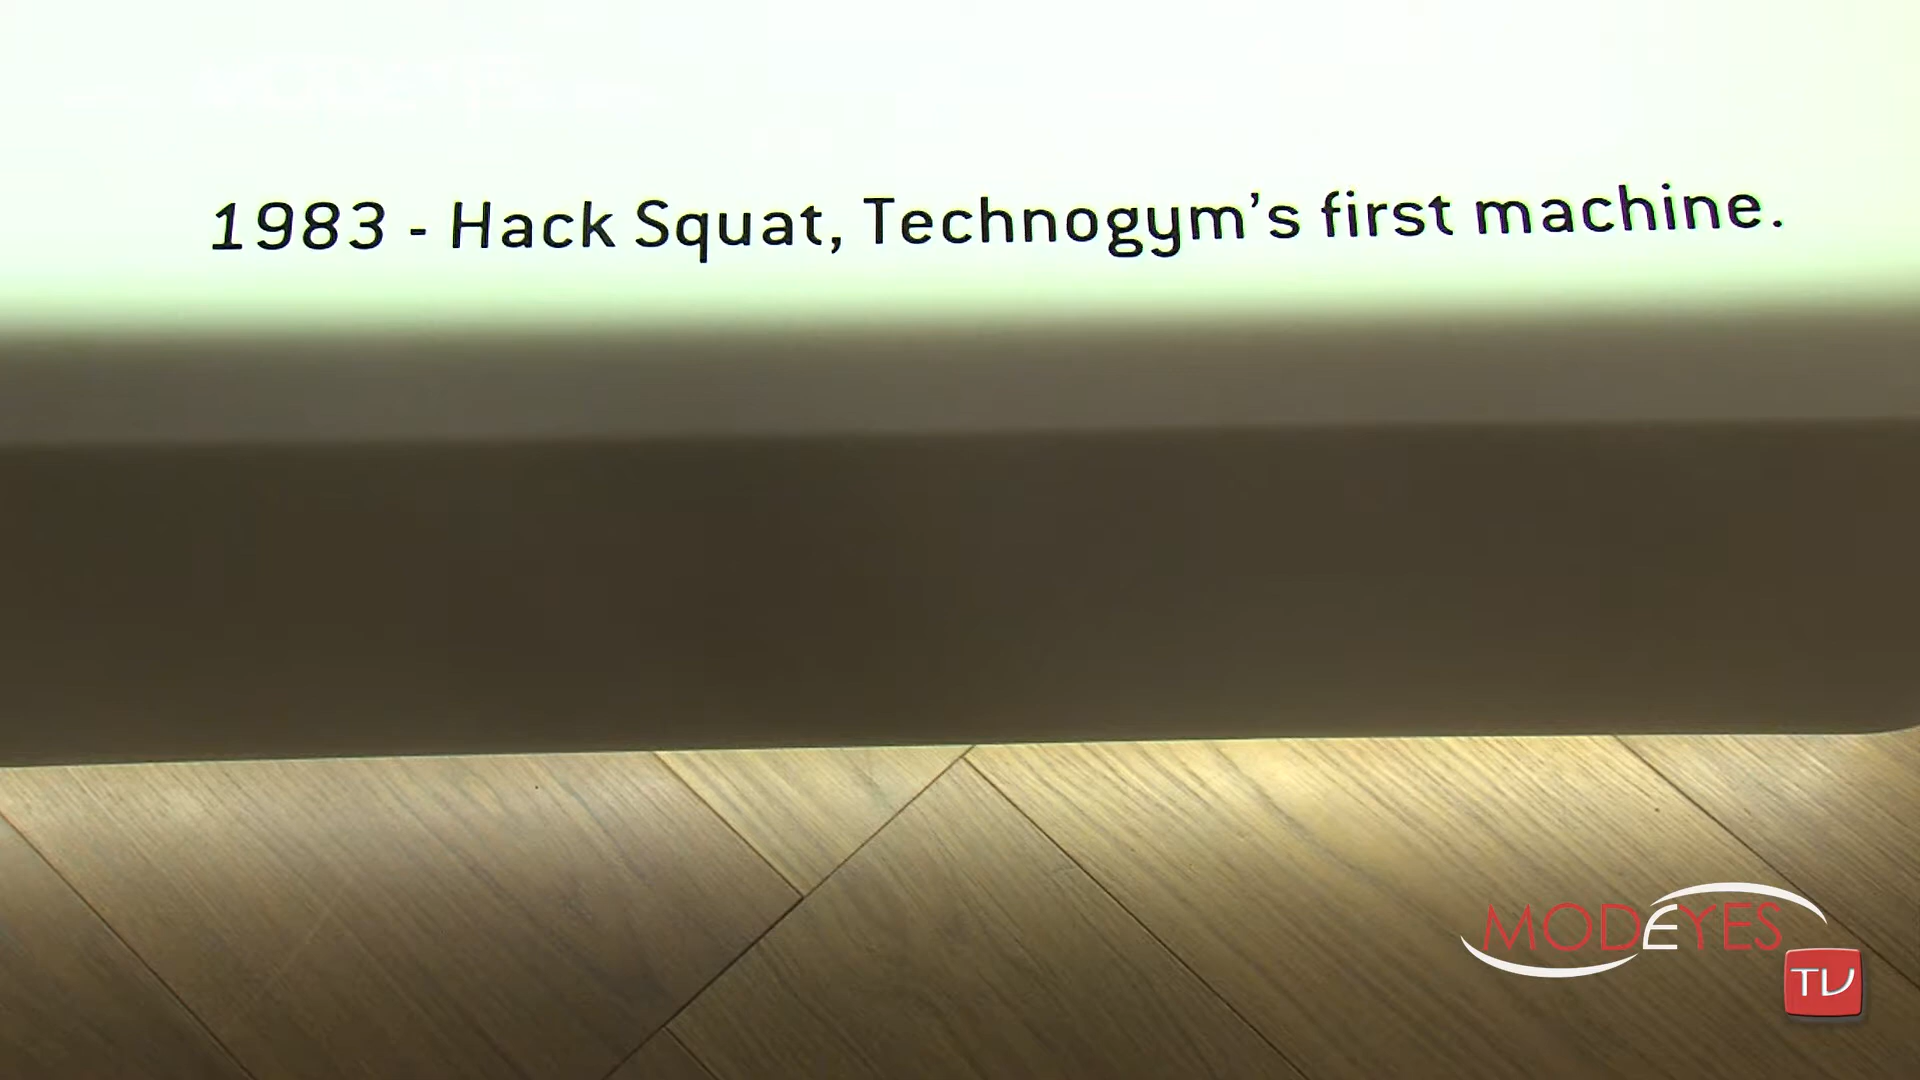 1983 - Hack Squat, Technogym's first machine.
MODEYES
TV